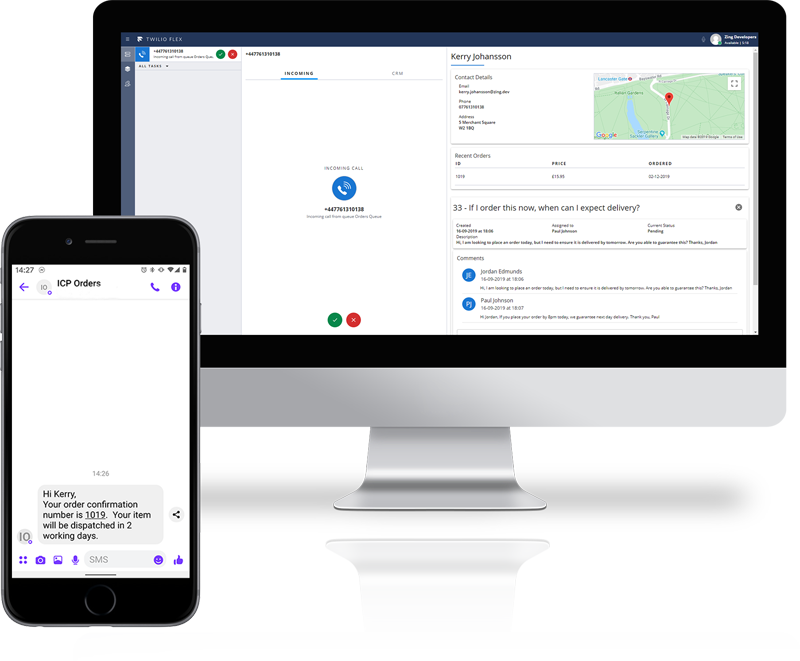 TWILIO FLEX
Zing Developers
Available | 5:10
+447761310138
Incoming call from queue Orders Queue
ALL TASKS
+447761310138
INCOMING
CRM
INCOMING CALL
+447761310138
Incoming call from queue Orders Queue
Kerry Johansson
Contact Details
Email
kerry.johansson@zing.dev
Phone
07761310138
Address
5 Merchant Square
W2 1BQ
Lancaster Gate
Italian Gardens
Serpentine
Sackler Gallery
Google
Map data ©2019 Google
Terms of Use
Recent Orders
ID PRICE ORDERED
1019 £15.95 02-12-2019
33 - If I order this now, when can I expect delivery?
Created Assigned to Current Status
16-09-2019 at 18:06 Paul Johnson Pending
Description
Hi, I am looking to place an order today, but I need to ensure it is delivered by tomorrow. Are you able to guarantee this? Thanks, Jordan
Comments
JE
Jordan Edmunds
16-09-2019 at 18:06
Hi, I am looking to place an order today, but I need to ensure it is delivered by tomorrow. Are you able to guarantee this? Thanks, Jordan
PJ
Paul Johnson
16-09-2019 at 18:07
Hi Jordan, If you place your order by 8pm today, we guarantee next day delivery. Thank you, Paul
14:27
IO
ICP Orders
14:26
Hi Kerry,
Your order confirmation
number is 1019. Your item
will be dispatched in 2
working days.
IO
SMS